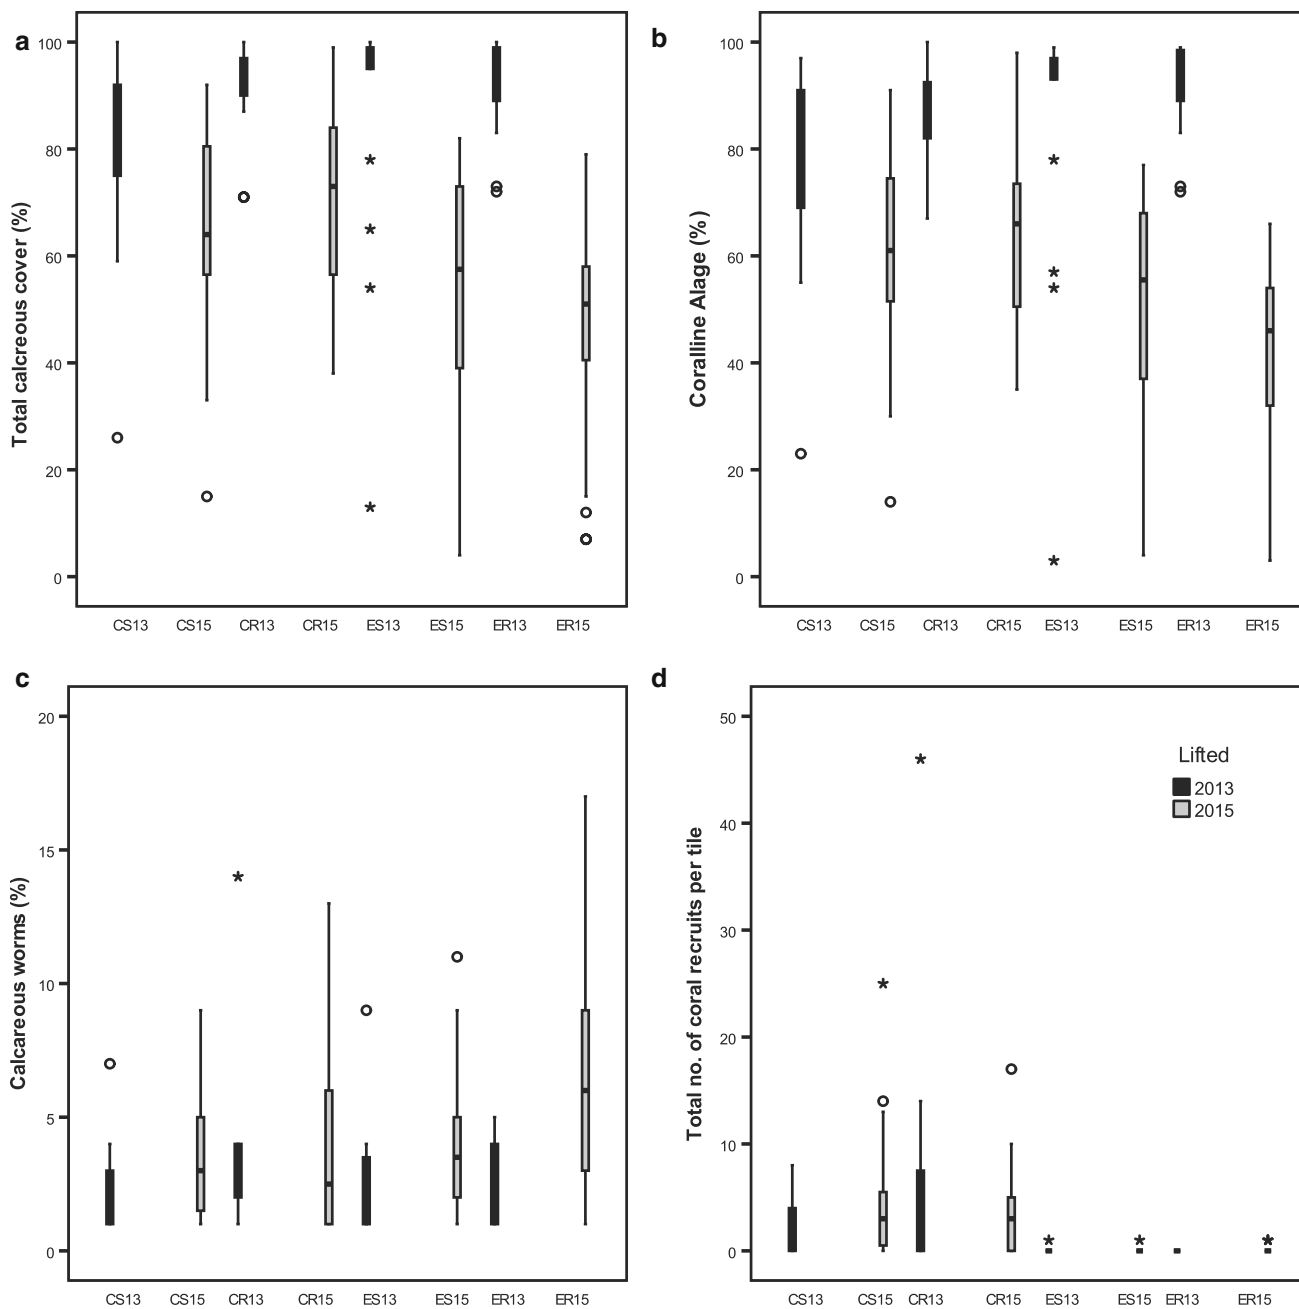 a
Total calcreous cover (%)
100
80
60
40
20
0
CS13 CS15 CR13 CR15 ES13 ES15 ER13 ER15
b
Coralline Alage (%)
100
80
60
40
20
0
CS13 CS15 CR13 CR15 ES13 ES15 ER13 ER15
c
Calcareous worms (%)
20
15
10
5
0
CS13 CS15 CR13 CR15 ES13 ES15 ER13 ER15
d
Total no. of coral recruits per tile
50
40
30
20
10
0
Lifted
2013
2015
CS13 CS15 CR13 CR15 ES13 ES15 ER13 ER15